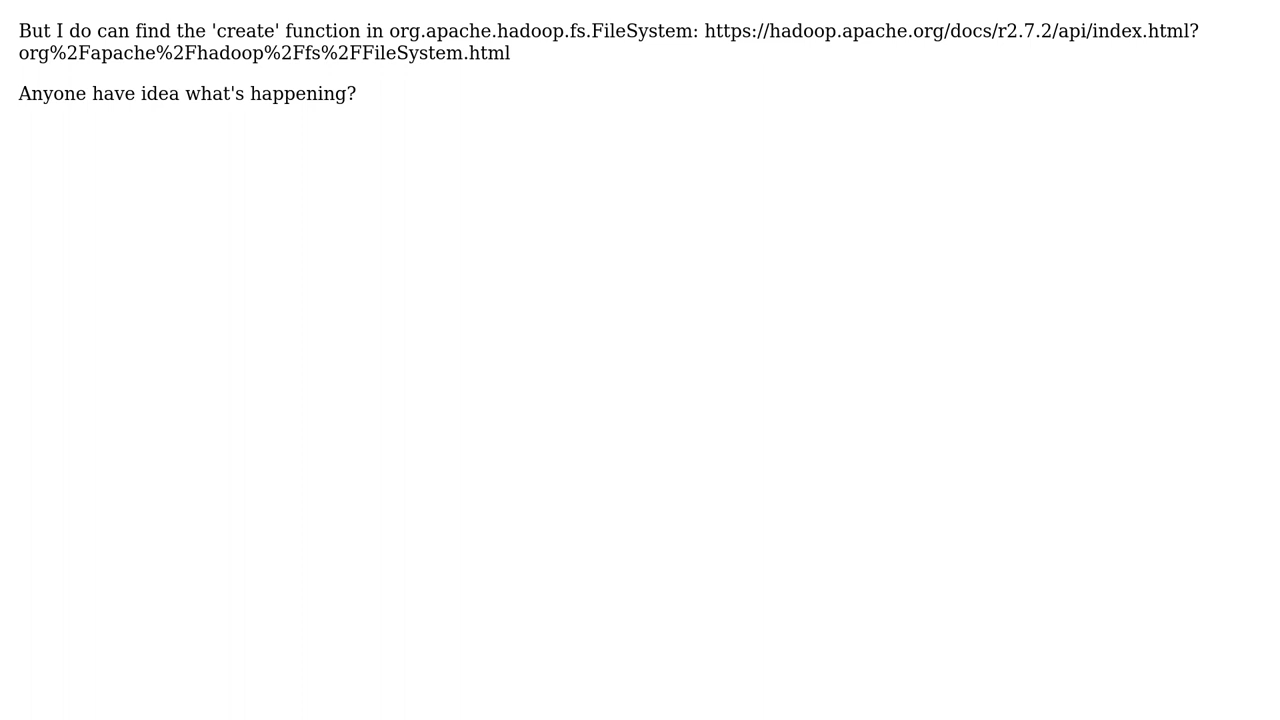 But I do can find the 'create' function in org.apache.hadoop.fs.FileSystem: https://hadoop.apache.org/docs/r2.7.2/api/index.html?
org%2Fapache%2Fhadoop%2Ffs%2FFileSystem.html
Anyone have idea what's happening?